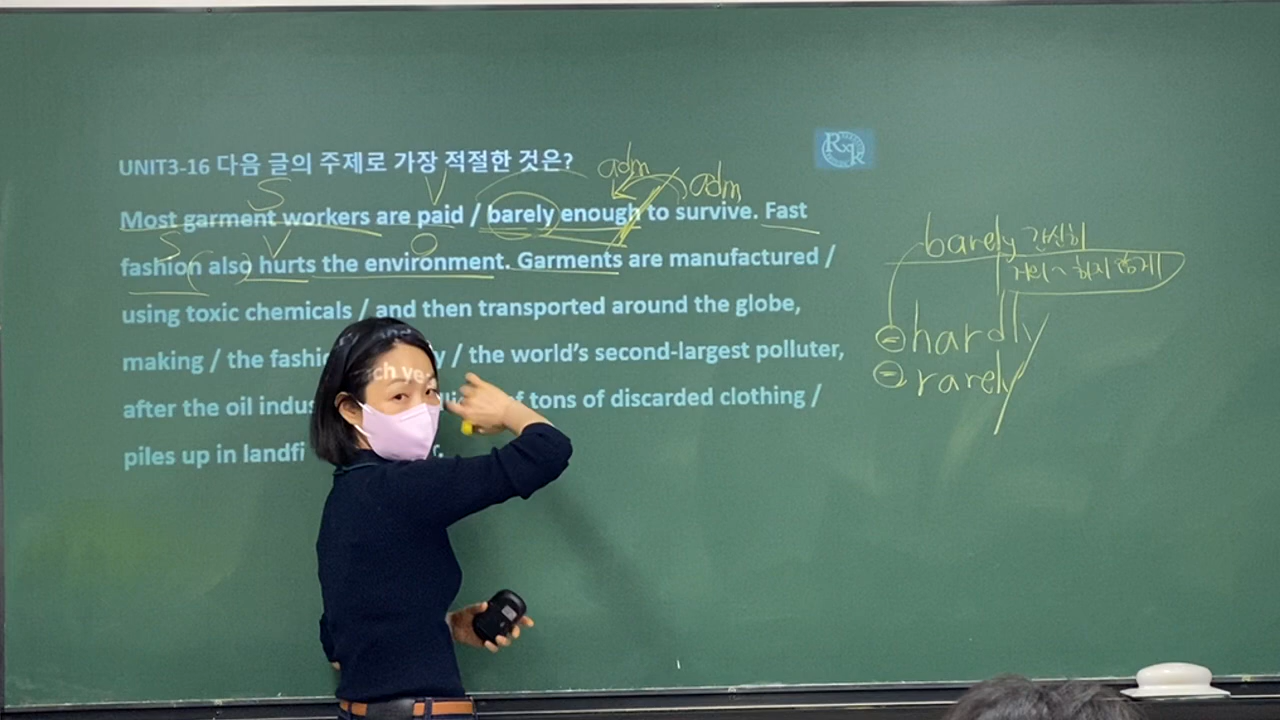 UNIT3-16 다음 글의 주제로 가장 적절한 것은?
Rxk
adm
adm
S
V
Most garment workers are paid / barely enough to survive. Fast
S
V
O
fashion also hurts the environment. Garments are manufactured /
using toxic chemicals / and then transported around the globe,
making / the y / the world's second-largest polluter,
after the oil of tons of discarded clothing /
piles up in
barely 간신히
거의~ 하지 않게
= hardly
= rarely